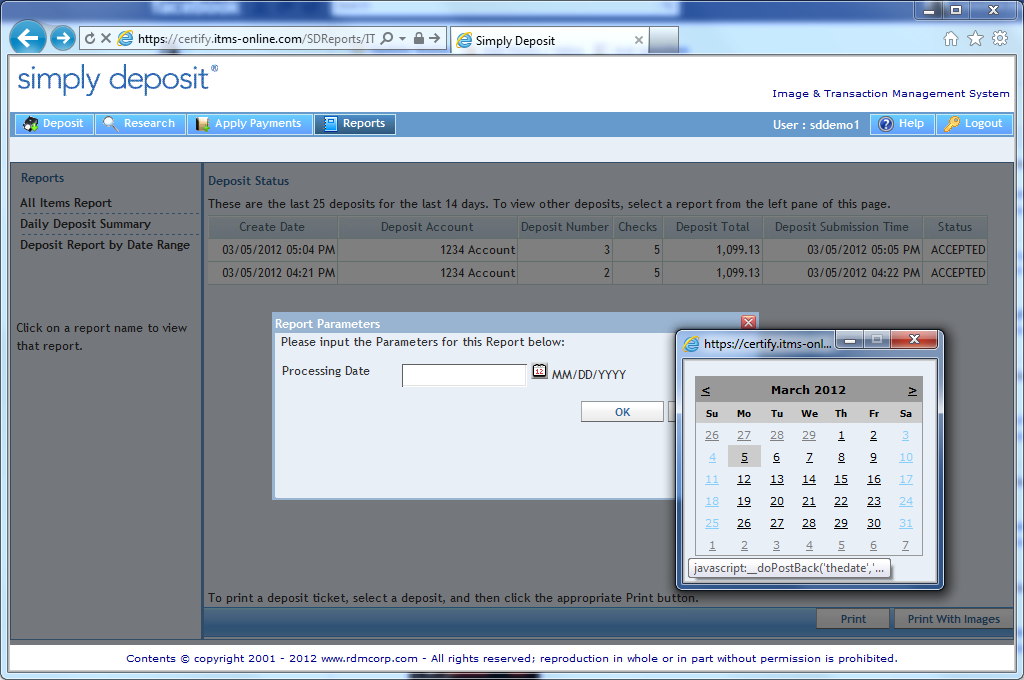 facebook
https://certify.itms-online.com/SDReports/IT
Simply Deposit
simply deposit®
Image & Transaction Management System
Deposit Research Apply Payments Reports User : sddemo1 Help Logout
Reports
All Items Report
Daily Deposit Summary
Deposit Report by Date Range
Click on a report name to view
that report.
Deposit Status
These are the last 25 deposits for the last 14 days. To view other deposits, select a report from the left pane of this page.
Create Date Deposit Account Deposit Number Checks Deposit Total Deposit Submission Time Status
03/05/2012 05:04 PM 1234 Account 3 5 1,099.13 03/05/2012 05:05 PM ACCEPTED
03/05/2012 04:21 PM 1234 Account 2 5 1,099.13 03/05/2012 04:22 PM ACCEPTED
Report Parameters
Please input the Parameters for this Report below:
Processing Date 12 MM/DD/YYYY
OK
https://certify.itms-onl...
< March 2012 >
Su Mo Tu We Th Fr Sa
26 27 28 29 1 2 3
4 5 6 7 8 9 10
11 12 13 14 15 16 17
18 19 20 21 22 23 24
25 26 27 28 29 30 31
1 2 3 4 5 6 7
javascript:__doPostBack('thedate','...
To print a deposit ticket, select a deposit, and then click the appropriate Print button.
Print Print With Images
Contents © copyright 2001 - 2012 www.rdmcorp.com - All rights reserved; reproduction in whole or in part without permission is prohibited.